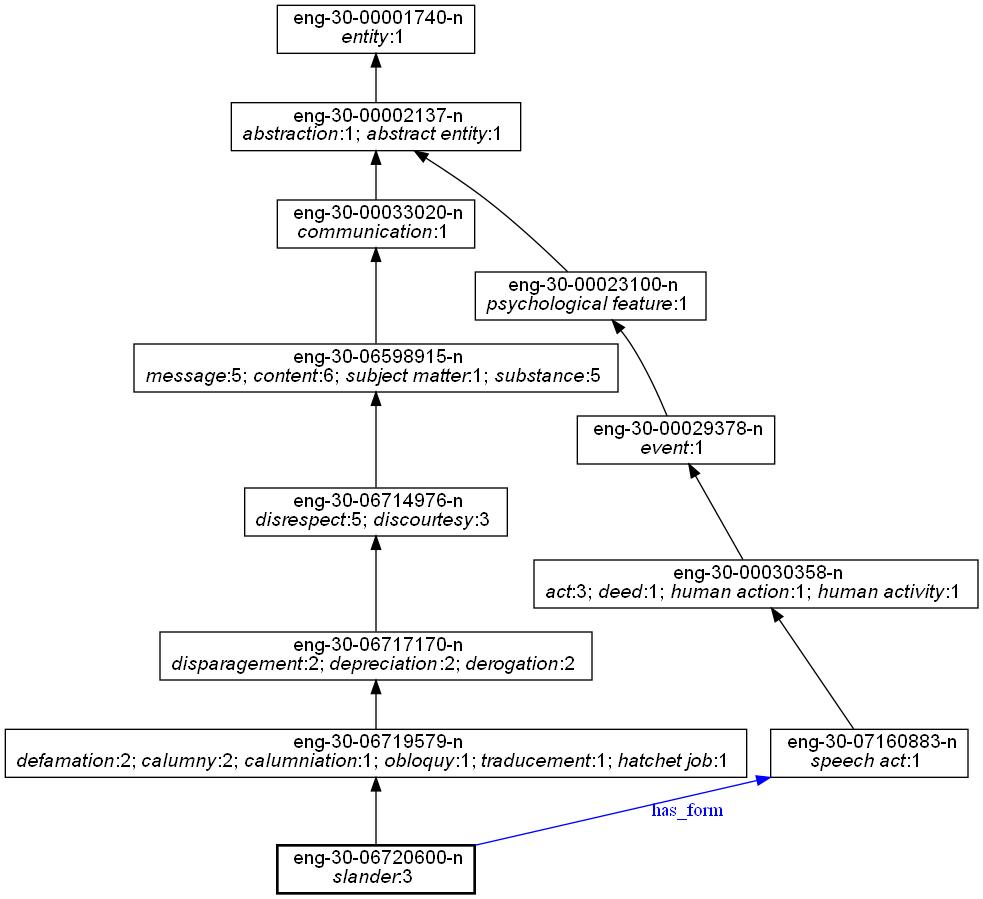 eng-30-00001740-n
entity:1
eng-30-00002137-n
abstraction:1; abstract entity:1
eng-30-00033020-n
communication:1
eng-30-00023100-n
psychological feature:1
eng-30-06598915-n
message:5; content:6; subject matter:1; substance:5
eng-30-00029378-n
event:1
eng-30-06714976-n
disrespect:5; discourtesy:3
eng-30-00030358-n
act:3; deed:1; human action:1; human activity:1
eng-30-06717170-n
disparagement:2; depreciation:2; derogation:2
eng-30-06719579-n
defamation:2; calumny:2; calumniation:1; obloquy:1; traducement:1; hatchet job:1
eng-30-07160883-n
speech act:1
has_form
eng-30-06720600-n
slander:3